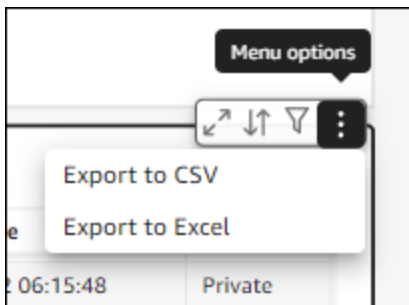 Menu options
Export to CSV
Export to Excel
e
2 06:15:48 Private